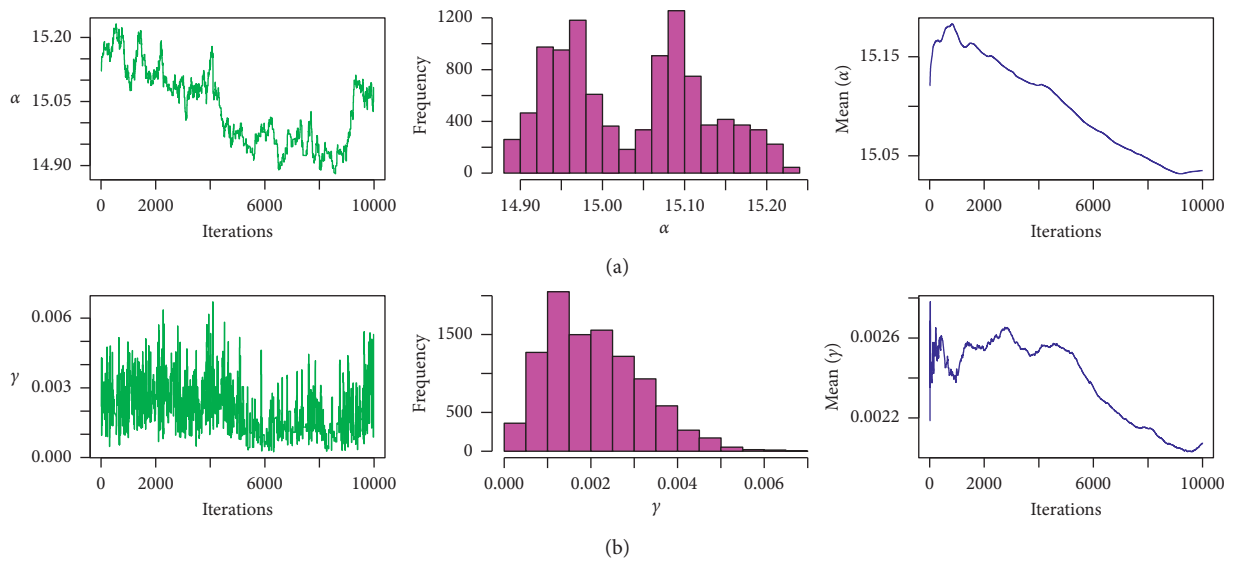 15.20
α
15.05
14.90
0
2000
6000
10000
Iterations
1200
800
Frequency
400
0
14.90
15.00
15.10
15.20
α
15.15
Mean (α)
15.05
0
2000
6000
10000
Iterations
(a)
0.006
γ
0.003
0.000
0
2000
6000
10000
Iterations
1500
Frequency
500
0
0.000
0.002
0.004
0.006
γ
0.0026
Mean (γ)
0.0022
0
2000
6000
10000
Iterations
(b)